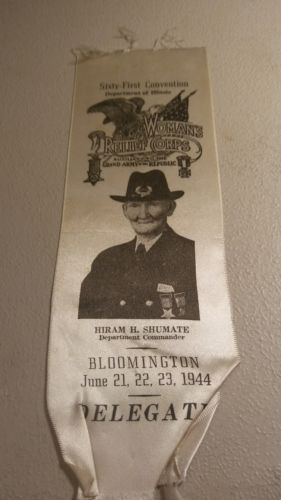 Sixty-First Convention
Department of Illinois
WOMAN'S
RELIEF CORPS
AUXILIARY TO THE
GRAND ARMY OF THE REPUBLIC
HIRAM H. SHUMATE
Department Commander
BLOOMINGTON
June 21, 22, 23, 1944
DELEGATE